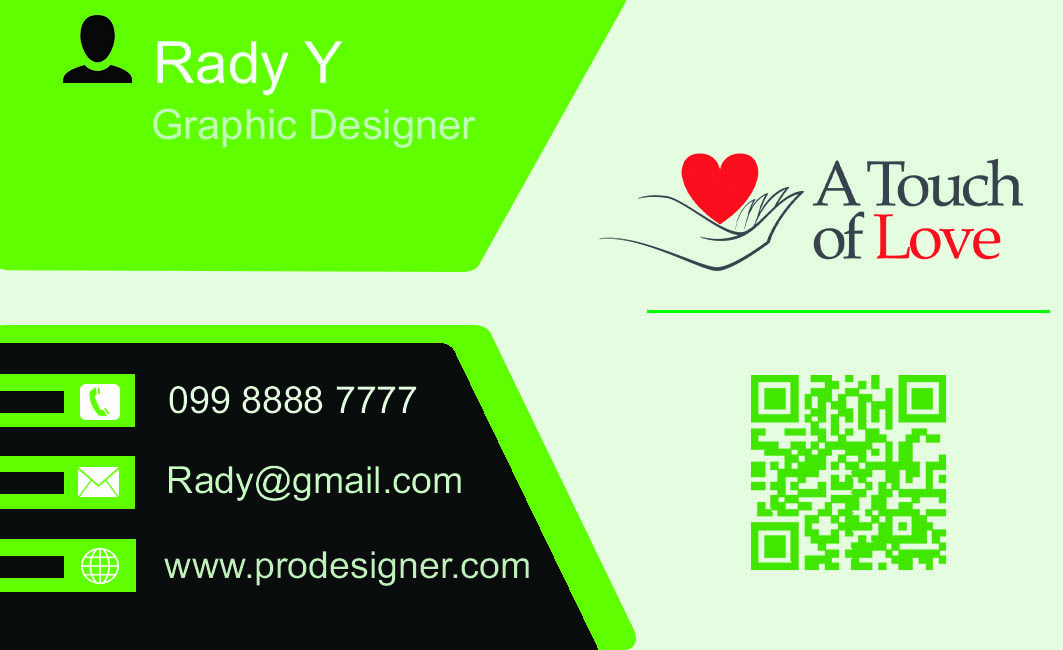 Rady Y
Graphic Designer
A Touch
of Love
099 8888 7777
Rady@gmail.com
www.prodesigner.com